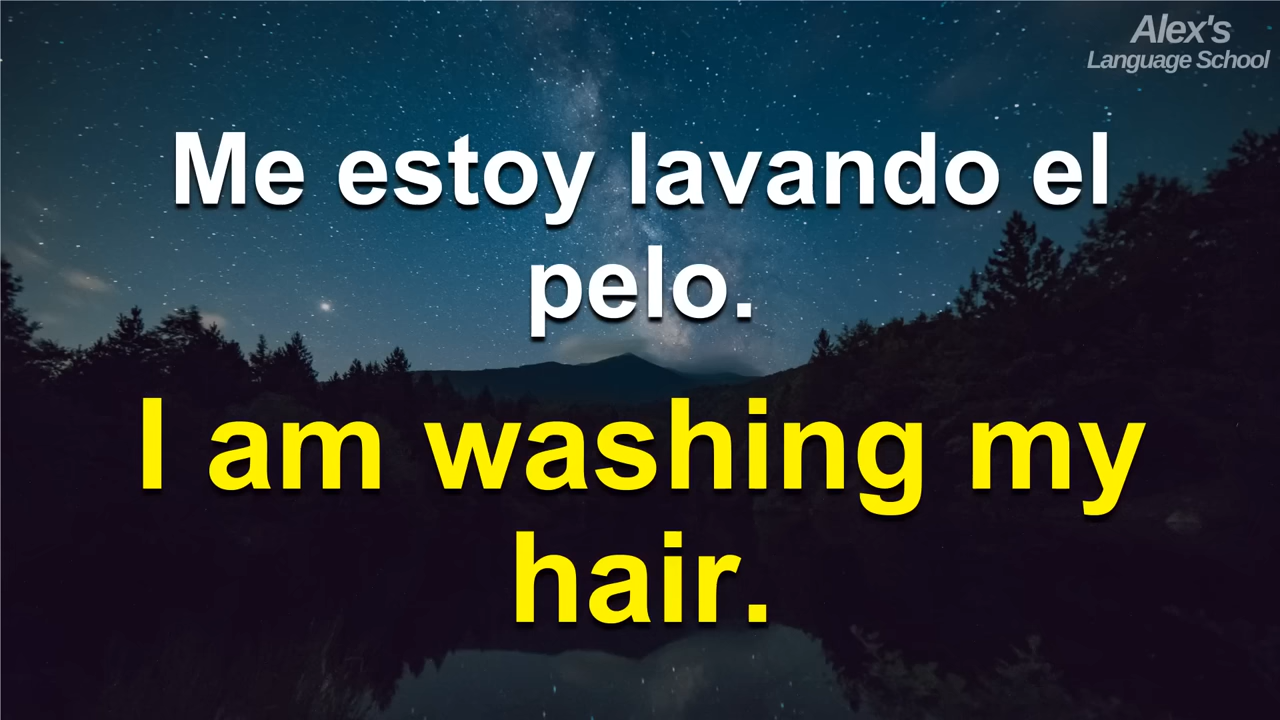 Alex's
Language School
Me estoy lavando el
pelo.
I am washing my
hair.